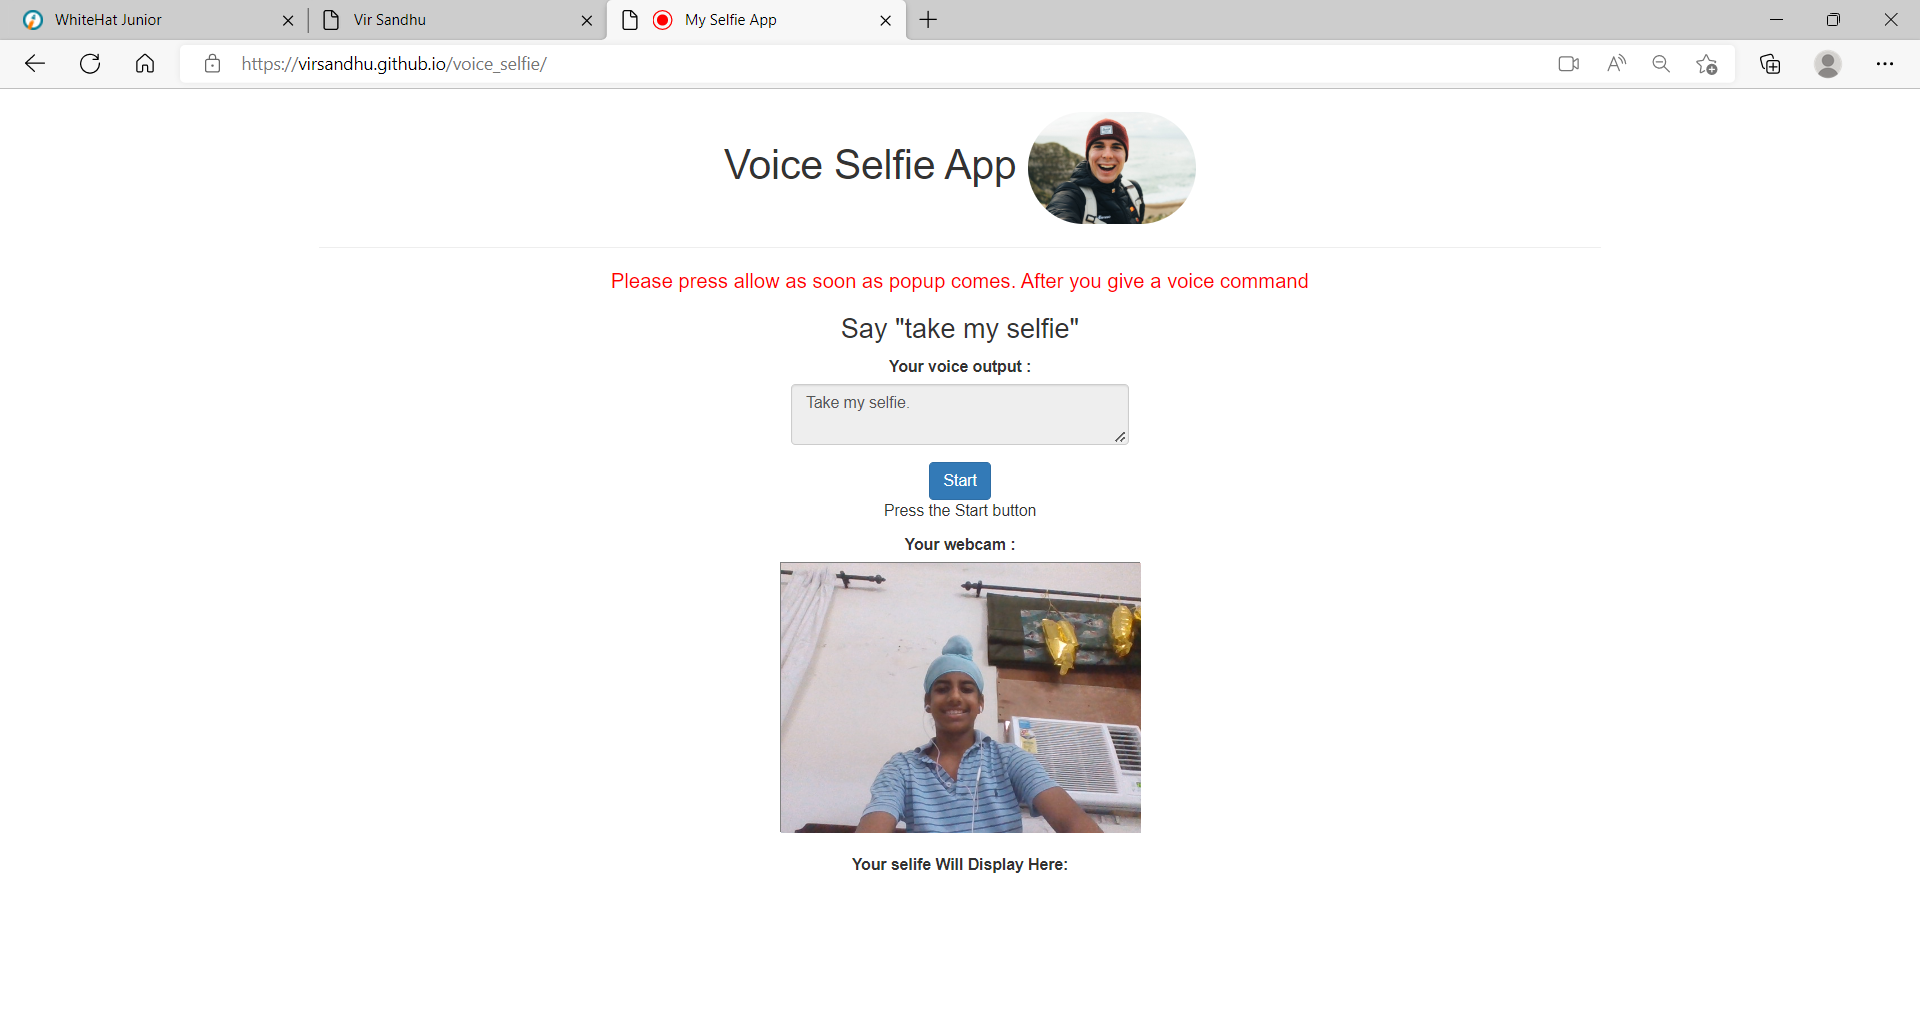 WhiteHat Junior
Vir Sandhu
My Selfie App
https://virsandhu.github.io/voice_selfie/
Voice Selfie App
Please press allow as soon as popup comes. After you give a voice command
Say "take my selfie"
Your voice output :
Take my selfie.
Start
Press the Start button
Your webcam :
Your selife Will Display Here: